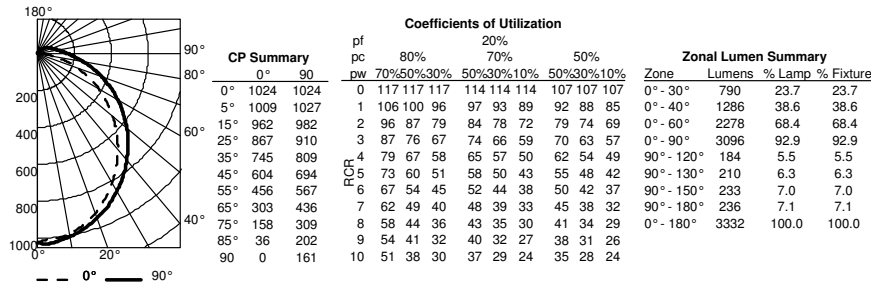 180°
90°
80°
60°
40°
20°
0°
200
400
600
800
1000
0° 90°
CP Summary
0° 90
0° 1024 1024
5° 1009 1027
15° 962 982
25° 867 910
35° 745 809
45° 604 694
55° 456 567
65° 303 436
75° 158 309
85° 36 202
90 0 161
Coefficients of Utilization
pf 20%
pc 80% 70% 50%
pw 70%50%30% 50%30%10% 50%30%10%
RCR
0 117 117 117 114 114 114 107 107 107
1 106 100 96 97 93 89 92 88 85
2 96 87 79 84 78 72 79 74 69
3 87 76 67 74 66 59 70 63 57
4 79 67 58 65 57 50 62 54 49
5 73 60 51 58 50 43 55 48 42
6 67 54 45 52 44 38 50 42 37
7 62 49 40 48 39 33 45 38 32
8 58 44 36 43 35 30 41 34 29
9 54 41 32 40 32 27 38 31 26
10 51 38 30 37 29 24 35 28 24
Zonal Lumen Summary
Zone Lumens % Lamp % Fixture
0° - 30° 790 23.7 23.7
0° - 40° 1286 38.6 38.6
0° - 60° 2278 68.4 68.4
0° - 90° 3096 92.9 92.9
90° - 120° 184 5.5 5.5
90° - 130° 210 6.3 6.3
90° - 150° 233 7.0 7.0
90° - 180° 236 7.1 7.1
0° - 180° 3332 100.0 100.0